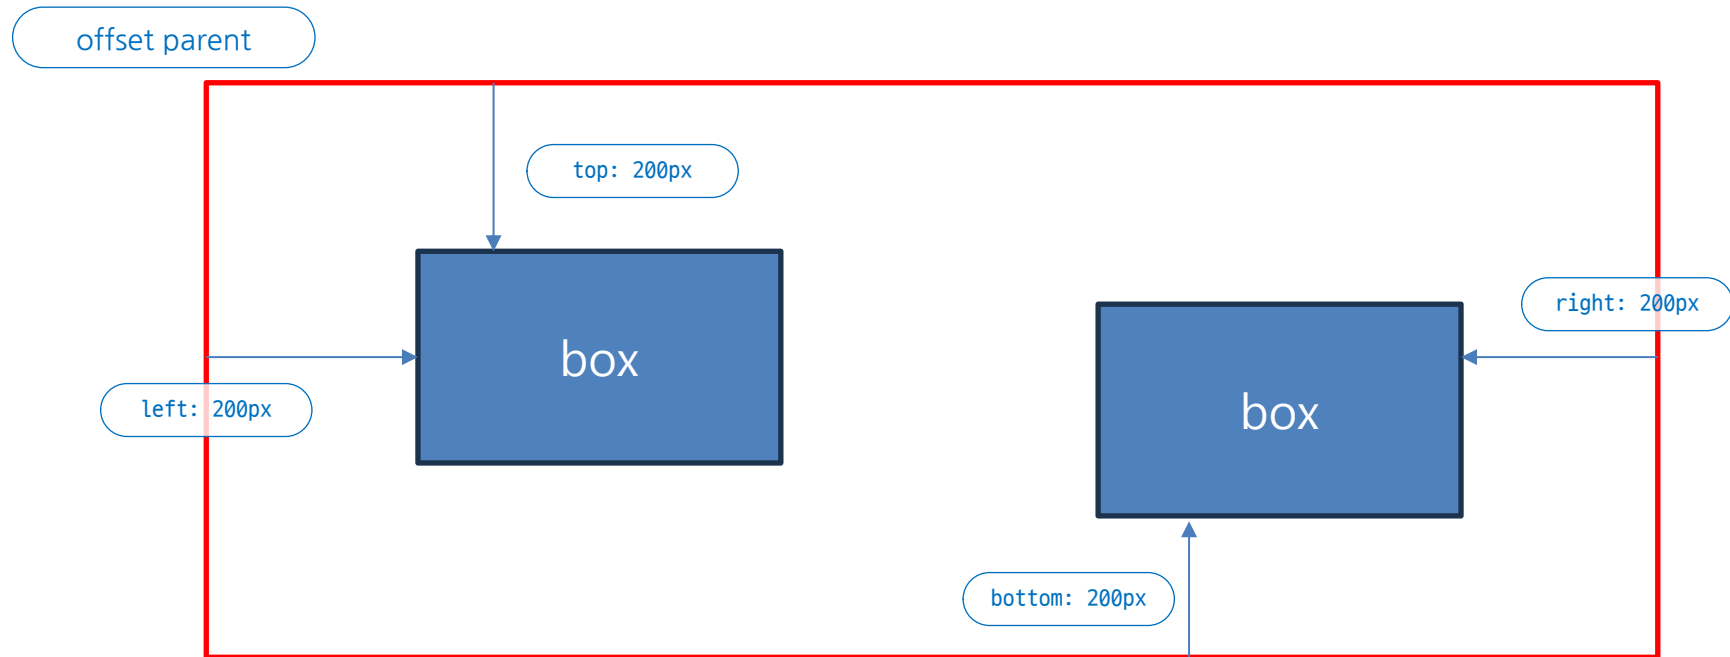 offset parent
top: 200px
box
left: 200px
right: 200px
box
bottom: 200px